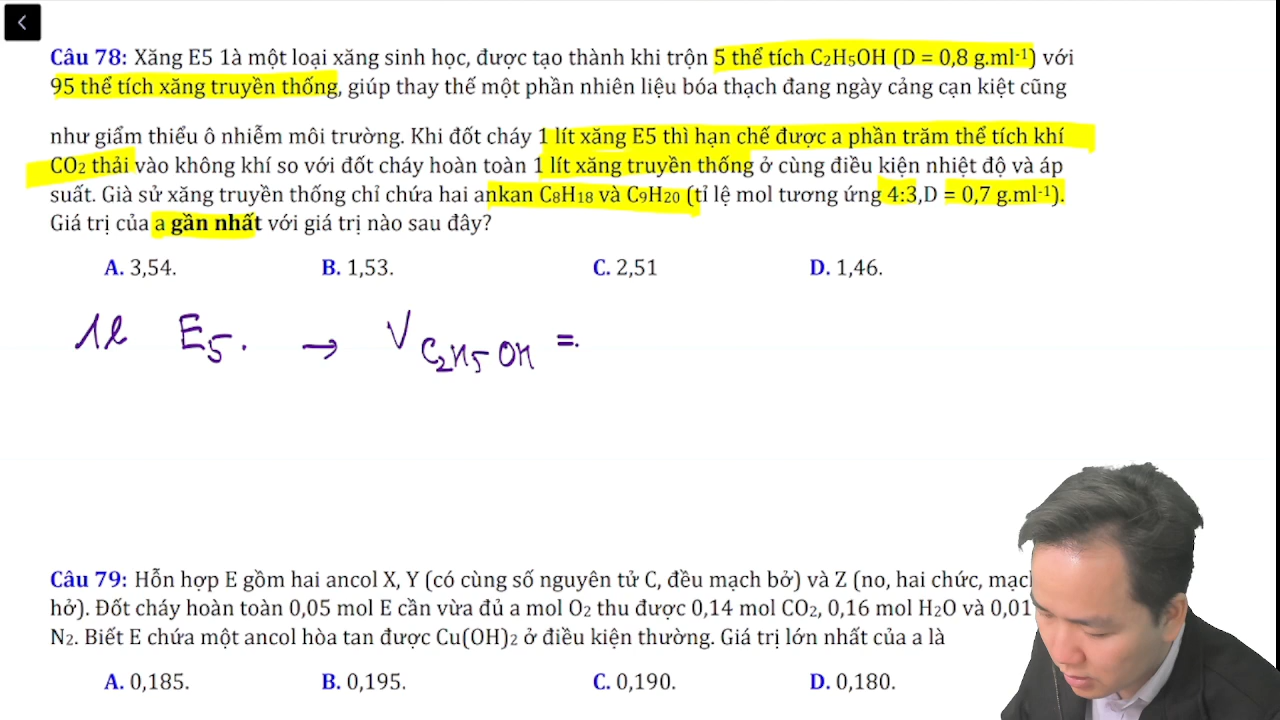 Câu 78: Xăng E5 1à một loại xăng sinh học, được tạo thành khi trộn 5 thể tích C₂H₅OH (D = 0,8 g.ml⁻¹) với
95 thể tích xăng truyền thống, giúp thay thế một phần nhiên liệu bóa thạch đang ngày cảng cạn kiệt cũng
như giẩm thiểu ô nhiễm môi trường. Khi đốt cháy 1 lít xăng E5 thì hạn chế được a phần trăm thể tích khí
CO₂ thải vào không khí so với đốt cháy hoàn toàn 1 lít xăng truyền thống ở cùng điều kiện nhiệt độ và áp
suất. Già sử xăng truyền thống chỉ chứa hai ankan C₈H₁₈ và C₉H₂₀ (tỉ lệ mol tương ứng 4:3,D = 0,7 g.ml⁻¹).
Giá trị của a gần nhất với giá trị nào sau đây?
A. 3,54. B. 1,53. C. 2,51 D. 1,46.
1l E₅. → V C₂H₅OH =
Câu 79: Hỗn hợp E gồm hai ancol X, Y (có cùng số nguyên tử C, đều mạch bở) và Z (no, hai chức, mạc
hở). Đốt cháy hoàn toàn 0,05 mol E cần vừa đủ a mol O₂ thu được 0,14 mol CO₂, 0,16 mol H₂O và 0,01
N₂. Biết E chứa một ancol hòa tan được Cu(OH)₂ ở điều kiện thường. Giá trị lớn nhất của a là
A. 0,185. B. 0,195. C. 0,190. D. 0,180.